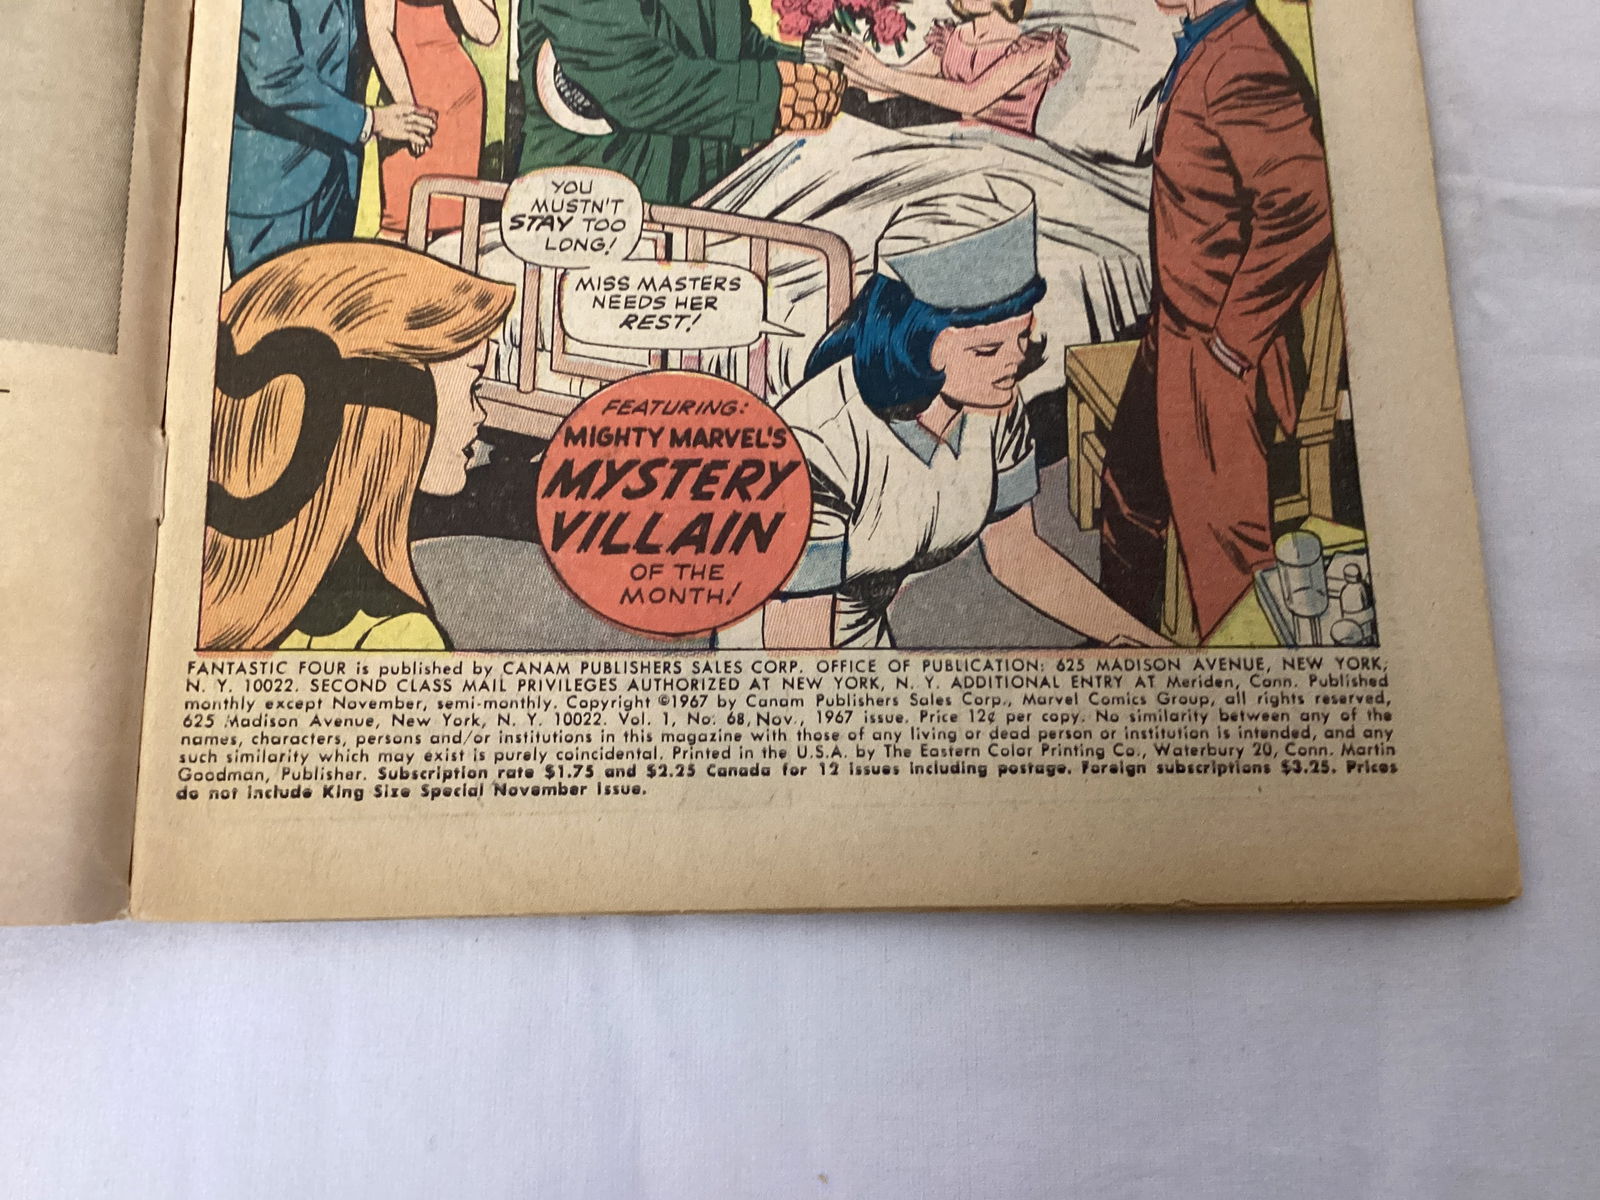 YOU
MUSTN'T
STAY TOO
LONG!
MISS MASTERS
NEEDS HER
REST!
FEATURING:
MIGHTY MARVEL'S
MYSTERY
VILLAIN
OF THE
MONTH!
FANTASTIC FOUR is published by CANAM PUBLISHERS SALES CORP. OFFICE OF PUBLICATION: 625 MADISON AVENUE, NEW YORK,
N. Y. 10022. SECOND CLASS MAIL PRIVILEGES AUTHORIZED AT NEW YORK, N. Y. ADDITIONAL ENTRY AT Meriden, Conn. Published
monthly except November, semi-monthly. Copyright ©1967 by Canam Publishers Sales Corp., Marvel Comics Group, all rights reserved,
625 Madison Avenue, New York, N. Y. 10022. Vol. 1, No. 68, Nov., 1967 issue. Price 12¢ per copy. No similarity between any of the
names, characters, persons and/or institutions in this magazine with those of any living or dead person or institution is intended, and any
such similarity which may exist is purely coincidental. Printed in the U.S.A. by The Eastern Color Printing Co., Waterbury 20, Conn. Martin
Goodman, Publisher. Subscription rate $1.75 and $2.25 Canada for 12 issues including postage. Foreign subscriptions $3.25. Prices
do not include King Size Special November Issue.